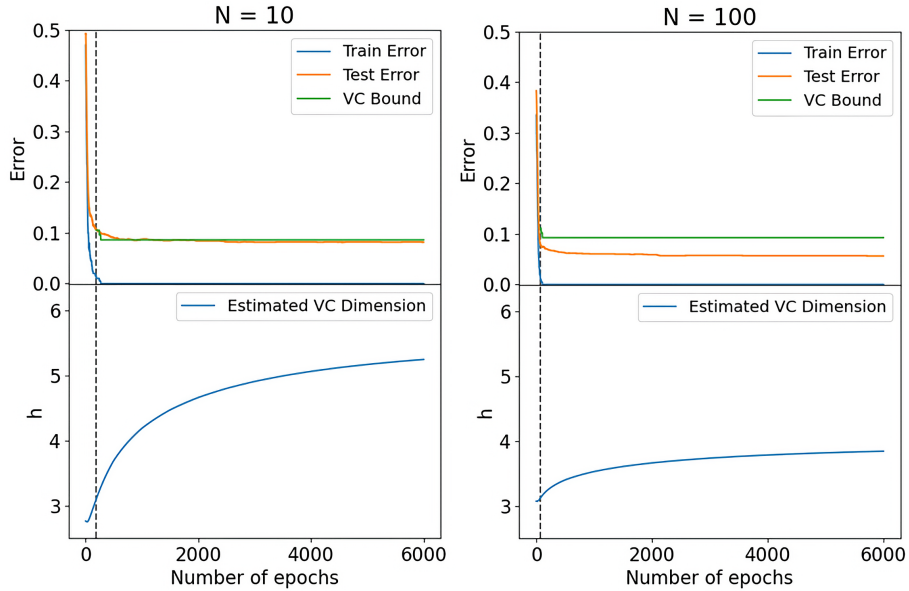 N = 10
0.5
0.4
0.3
0.2
0.1
0.0
Error
Train Error
Test Error
VC Bound
6
5
4
3
h
Estimated VC Dimension
0
2000
4000
6000
Number of epochs
N = 100
0.5
0.4
0.3
0.2
0.1
0.0
Error
Train Error
Test Error
VC Bound
6
5
4
3
h
Estimated VC Dimension
0
2000
4000
6000
Number of epochs